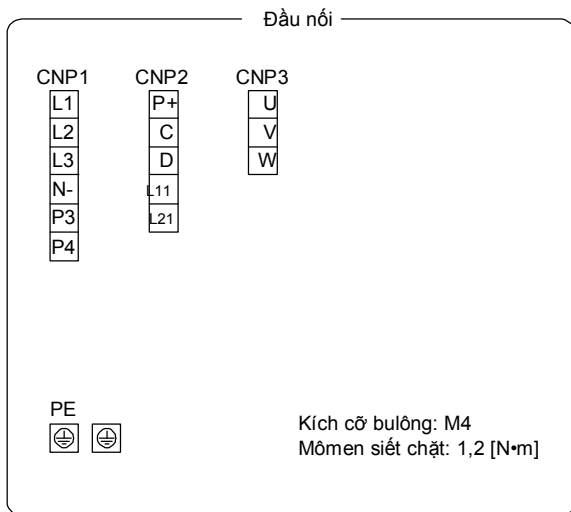 Đầu nối
CNP1
L1
L2
L3
N-
P3
P4
CNP2
P+
C
D
L11
L21
CNP3
U
V
W
PE
Kích cỡ bulông: M4
Mômen siết chặt: 1,2 [N•m]